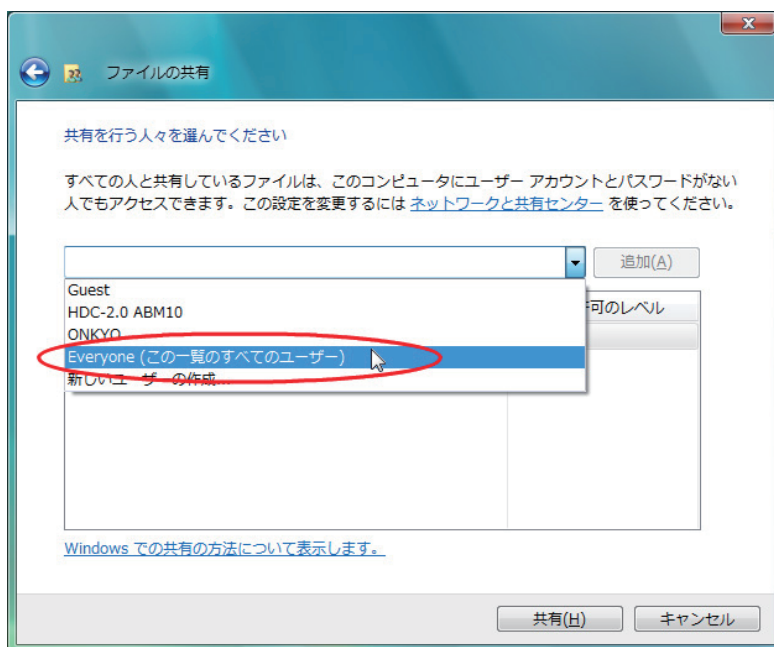 ファイルの共有
共有を行う人々を選んでください
すべての人と共有しているファイルは、このコンピュータにユーザー アカウントとパスワードがない
人でもアクセスできます。この設定を変更するには ネットワークと共有センター を使ってください。
追加(A)
Guest
HDC-2.0 ABM10
可のレベル
ONKYO
Everyone (この一覧のすべてのユーザー)
新しいユーザーの作成...
Windows での共有の方法について表示します。
共有(H)
キャンセル